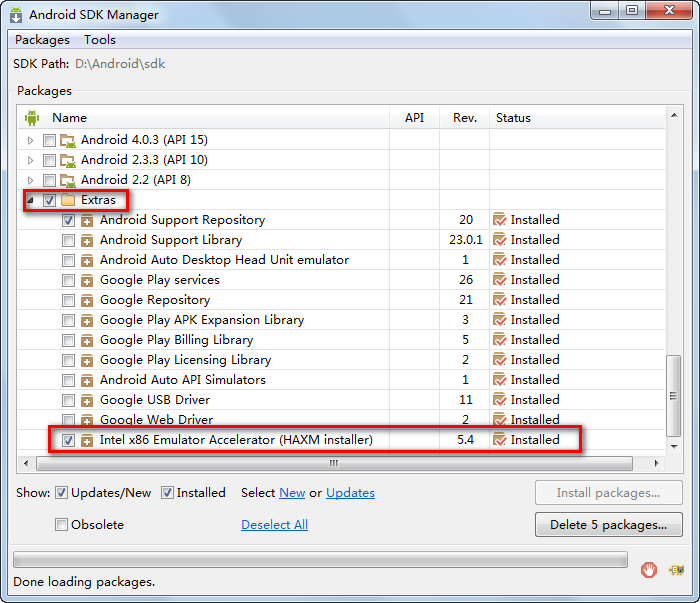 Android SDK Manager
Packages Tools
SDK Path: D:\Android\sdk
Packages
Name API Rev. Status
Android 4.0.3 (API 15)
Android 2.3.3 (API 10)
Android 2.2 (API 8)
Extras
Android Support Repository 20 Installed
Android Support Library 23.0.1 Installed
Android Auto Desktop Head Unit emulator 1 Installed
Google Play services 26 Installed
Google Repository 21 Installed
Google Play APK Expansion Library 3 Installed
Google Play Billing Library 5 Installed
Google Play Licensing Library 2 Installed
Android Auto API Simulators 1 Installed
Google USB Driver 11 Installed
Google Web Driver 2 Installed
Intel x86 Emulator Accelerator (HAXM installer) 5.4 Installed
Show: Updates/New Installed Select New or Updates Install packages...
Obsolete Deselect All Delete 5 packages...
Done loading packages.